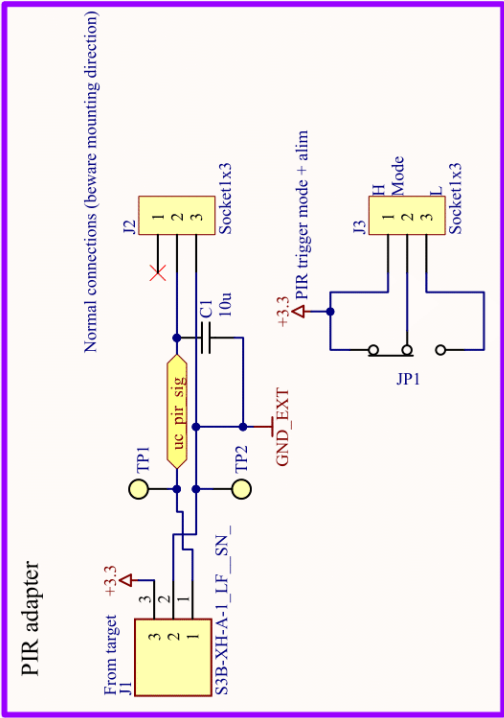 PIR adapter
From target
J1
3
2
1
3
2
1
S3B-XH-A-1_LF__SN_
+3.3
TP1
TP2
uc_pir_sig
GND_EXT
C1
10u
Normal connections (beware mounting direction)
J2
1
2
3
Socket1x3
PIR trigger mode + alim
+3.3
JP1
J3
1
2
3
H
Mode
L
Socket1x3